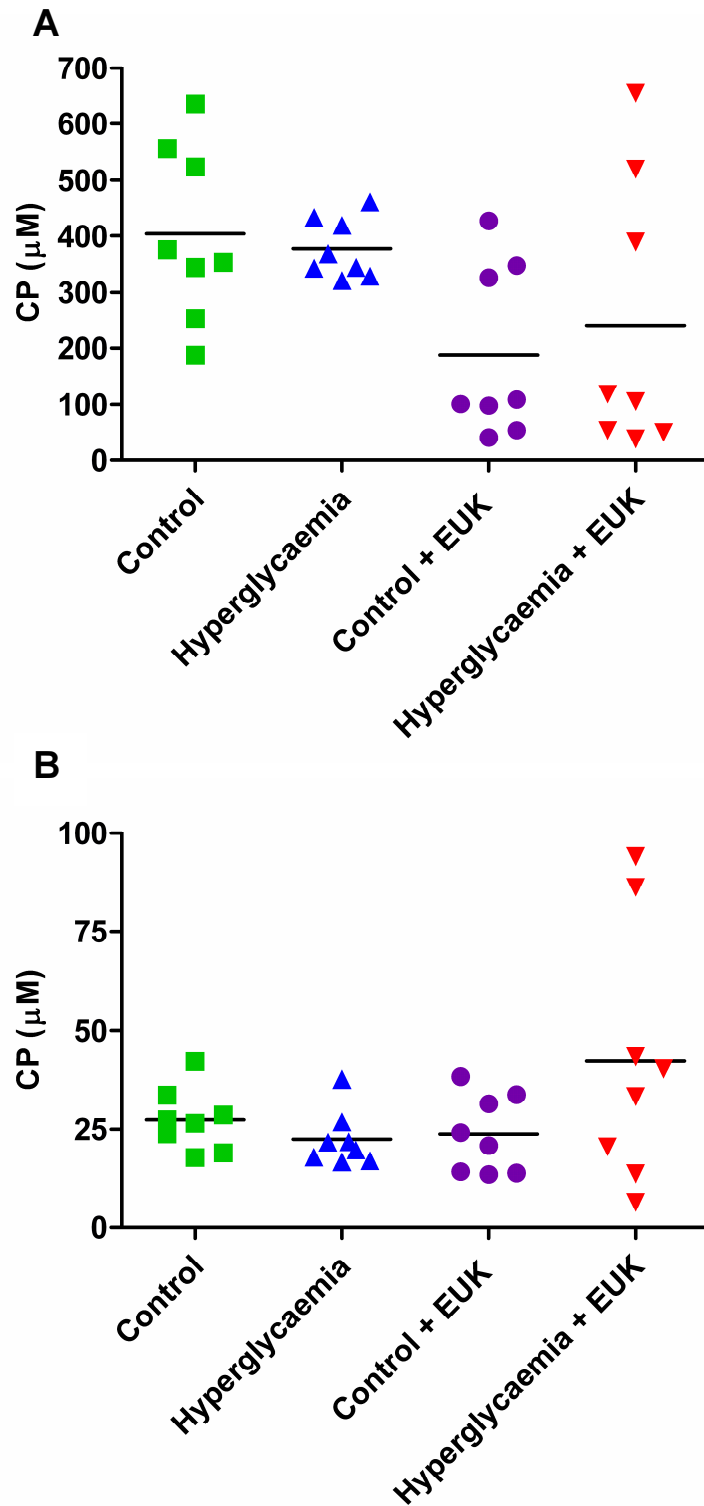 A
700
600
500
400
300
200
100
0
CP (μM)
Control
Hyperglycaemia
Control + EUK
Hyperglycaemia + EUK
B
100
75
50
25
0
CP (μM)
Control
Hyperglycaemia
Control + EUK
Hyperglycaemia + EUK